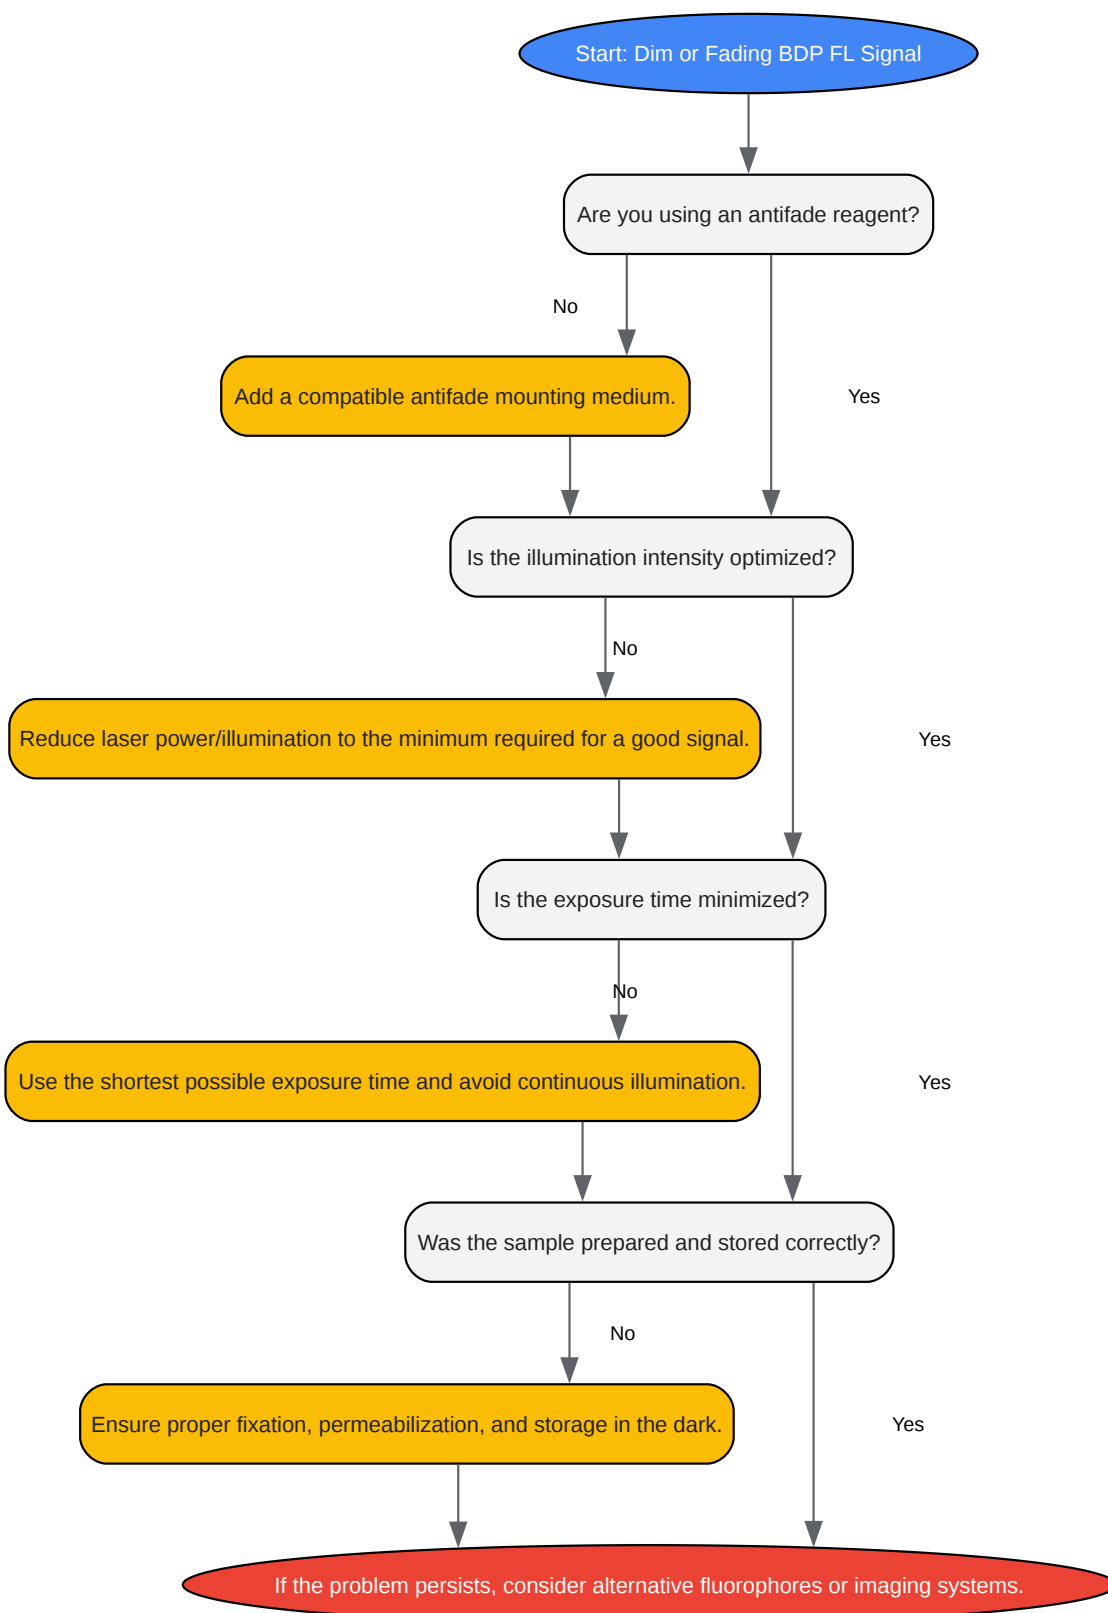 Start: Dim or Fading BDP FL Signal
Are you using an antifade reagent?
No
Add a compatible antifade mounting medium.
Yes
Is the illumination intensity optimized?
No
Reduce laser power/illumination to the minimum required for a good signal.
Yes
Is the exposure time minimized?
No
Use the shortest possible exposure time and avoid continuous illumination.
Yes
Was the sample prepared and stored correctly?
No
Ensure proper fixation, permeabilization, and storage in the dark.
Yes
If the problem persists, consider alternative fluorophores or imaging systems.